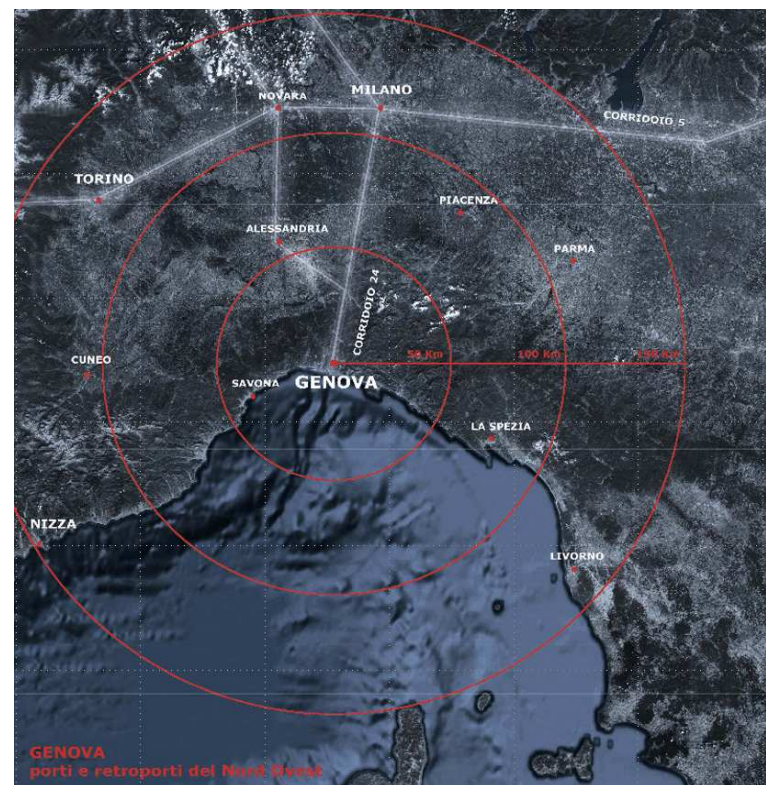 NOVARA
MILANO
CORRIDOIO 5
TORINO
PIACENZA
ALESSANDRIA
PARMA
CORRIDOIO 24
50 Km
100 Km
150 Km
CUNEO
SAVONA
GENOVA
LA SPEZIA
NIZZA
LIVORNO
GENOVA
porti e retroporti del Nord Ovest